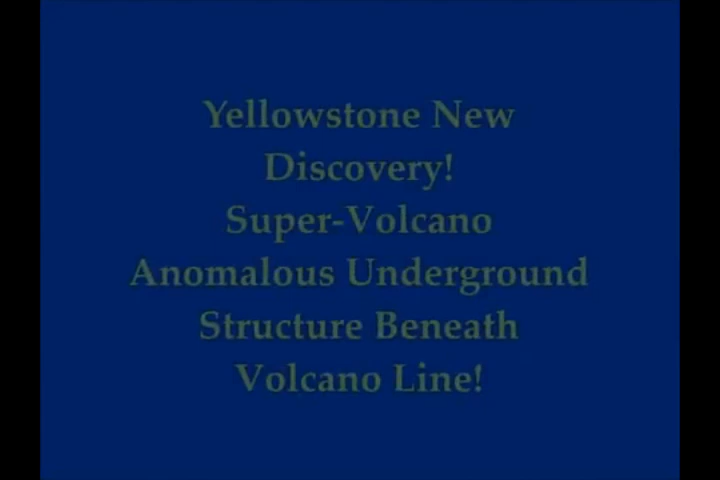 Yellowstone New
Discovery!
Super-Volcano
Anomalous Underground
Structure Beneath
Volcano Line!